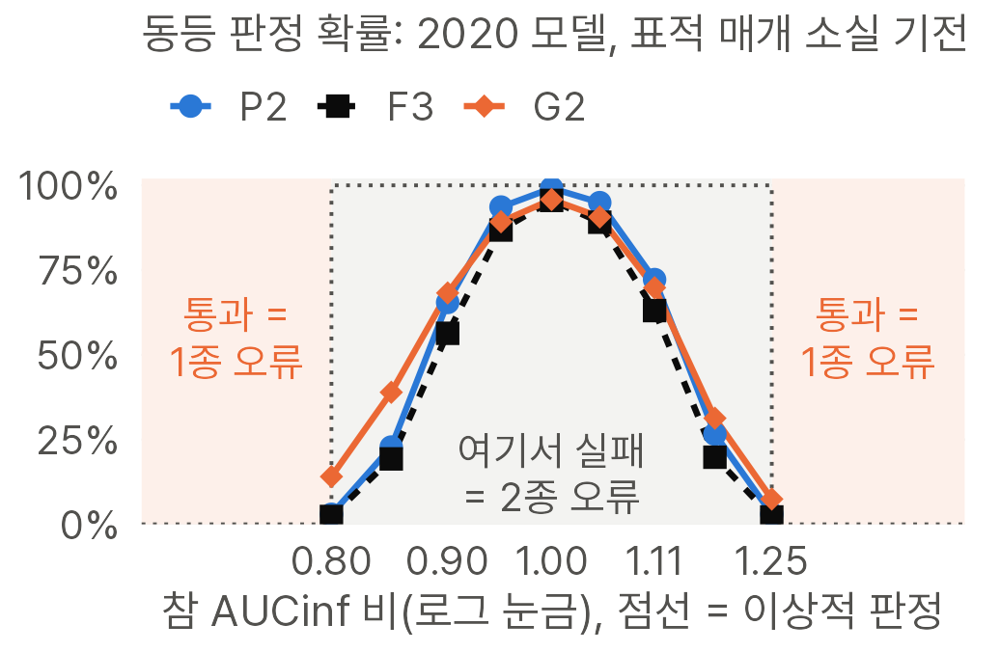 동등 판정 확률: 2020 모델, 표적 매개 소실 기전
P2 F3 G2
100%
75%
50%
25%
0%
통과 =
1종 오류
여기서 실패
= 2종 오류
통과 =
1종 오류
0.80 0.90 1.00 1.11 1.25
참 AUCinf 비(로그 눈금), 점선 = 이상적 판정